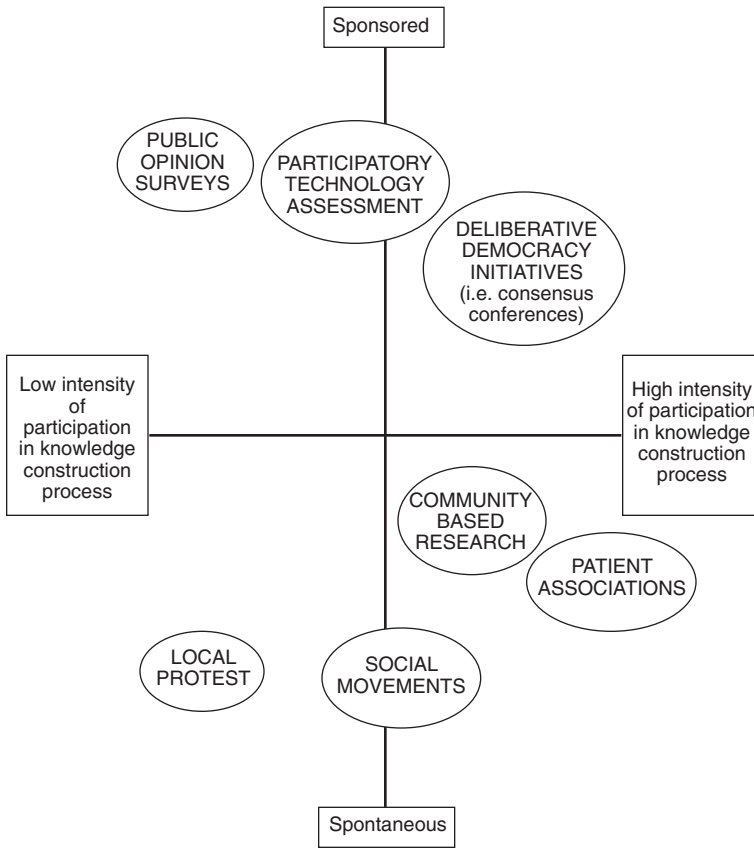 Sponsored
PUBLIC
OPINION
SURVEYS
PARTICIPATORY
TECHNOLOGY
ASSESSMENT
DELIBERATIVE
DEMOCRACY
INITIATIVES
(i.e. consensus
conferences)
Low intensity
of
participation
in knowledge
construction
process
High intensity
of participation
in knowledge
construction
process
COMMUNITY
BASED
RESEARCH
PATIENT
ASSOCIATIONS
LOCAL
PROTEST
SOCIAL
MOVEMENTS
Spontaneous